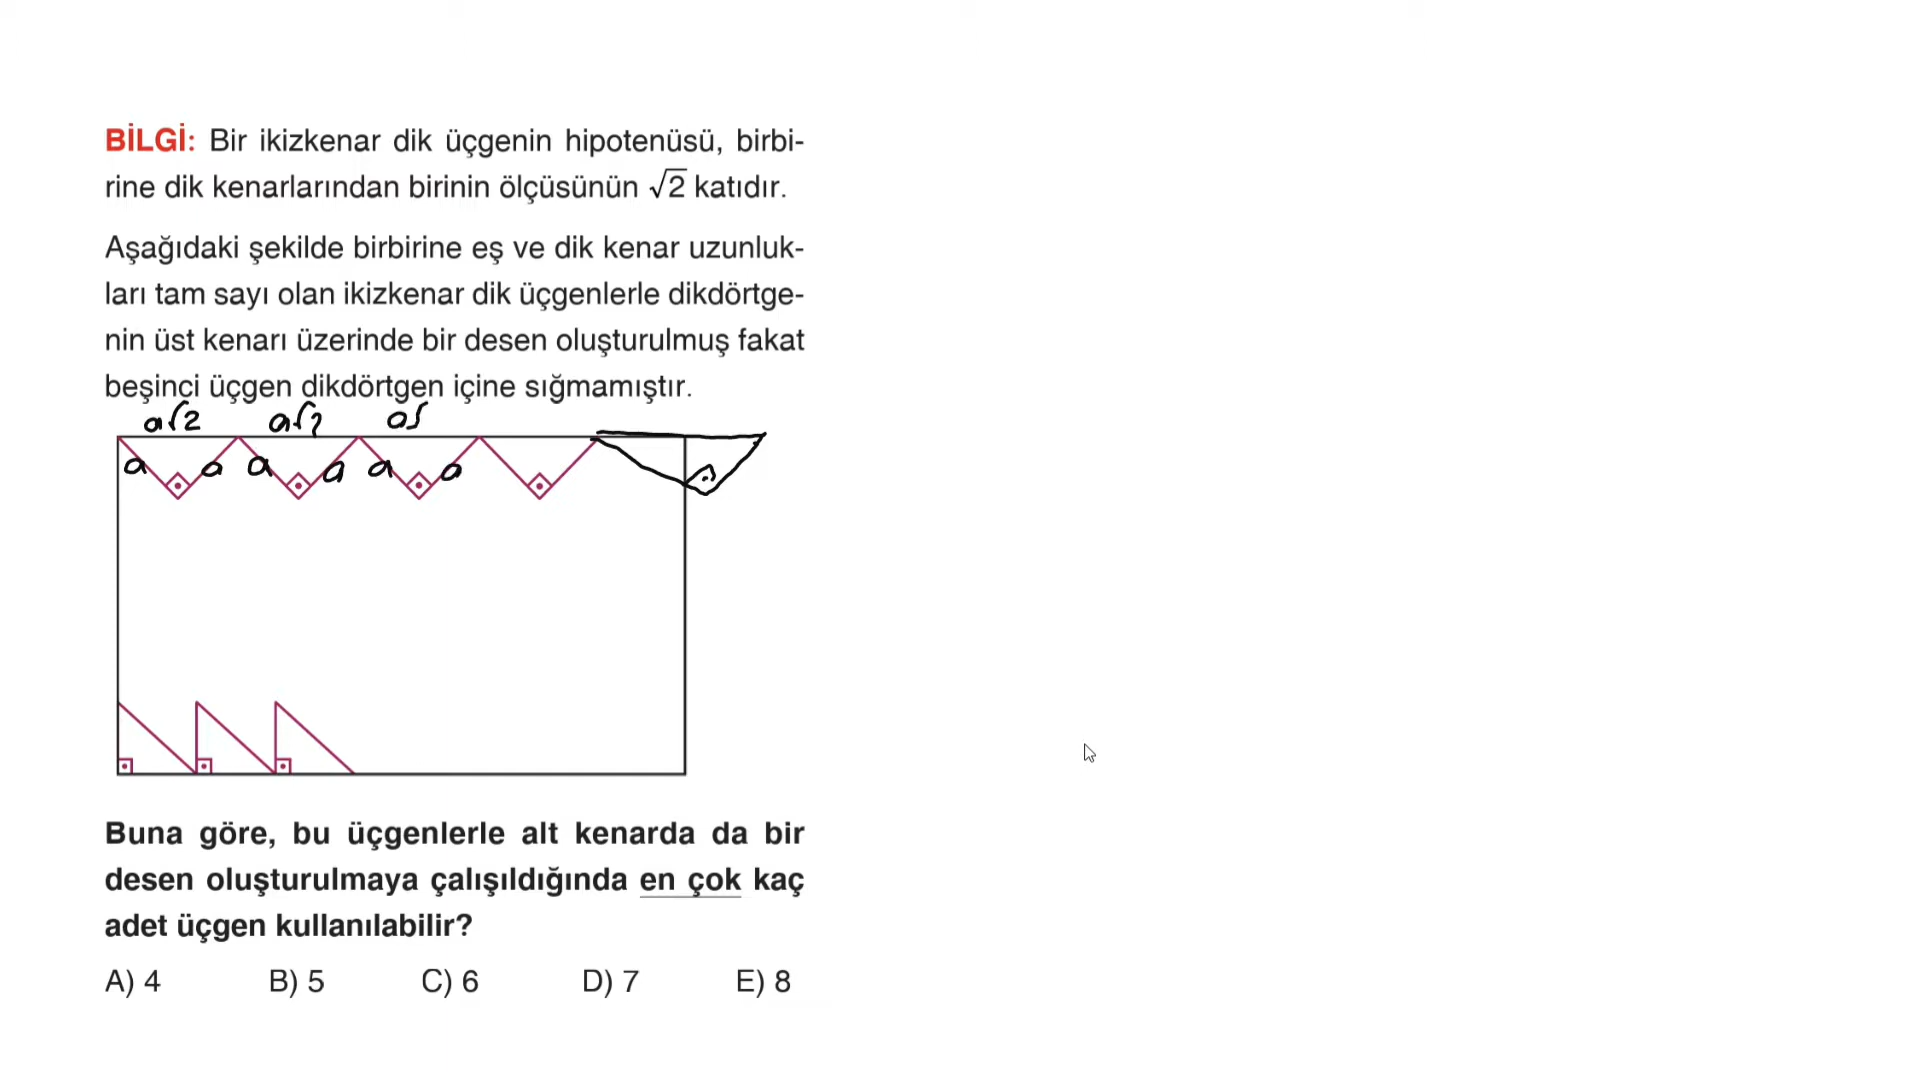 BİLGİ: Bir ikizkenar dik üçgenin hipotenüsü, birbi-
rine dik kenarlarından birinin ölçüsünün √2 katıdır.
Aşağıdaki şekilde birbirine eş ve dik kenar uzunluk-
ları tam sayı olan ikizkenar dik üçgenlerle dikdörtge-
nin üst kenarı üzerinde bir desen oluşturulmuş fakat
beşinci üçgen dikdörtgen içine sığmamıştır.
a√2 a√2 a√
a a a a a a
Buna göre, bu üçgenlerle alt kenarda da bir
desen oluşturulmaya çalışıldığında en çok kaç
adet üçgen kullanılabilir?
A) 4 B) 5 C) 6 D) 7 E) 8